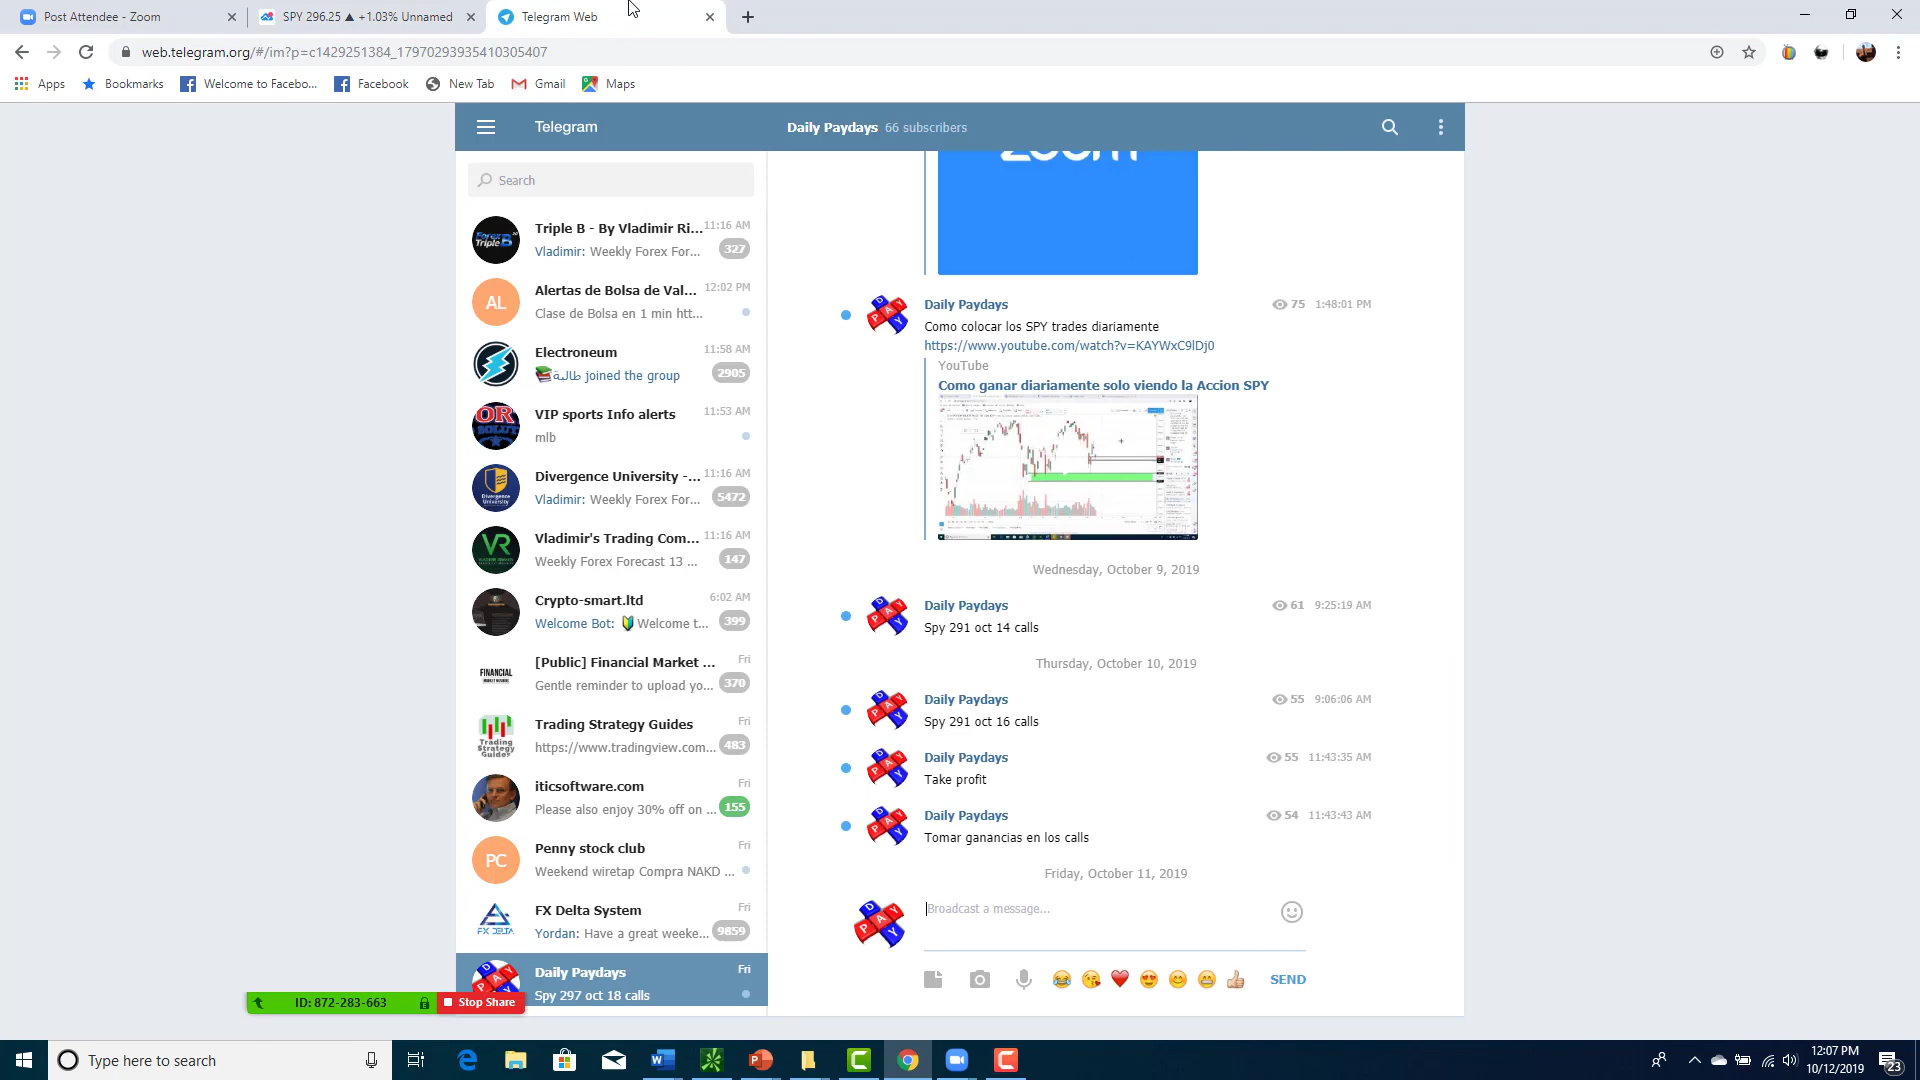 Post Attendee - Zoom
SPY 296.25 ▲ +1.03% Unnamed
Telegram Web
web.telegram.org/#/im?p=c1429251384_17970293935410305407
Apps
Bookmarks
Welcome to Facebo...
Facebook
New Tab
Gmail
Maps
Telegram
Daily Paydays 66 subscribers
Search
Triple B - By Vladimir Ri... 11:16 AM
Vladimir: Weekly Forex For... 327
AL
Alertas de Bolsa de Val... 12:02 PM
Clase de Bolsa en 1 min htt...
Electroneum 11:58 AM
📚طالبة joined the group 2905
VIP sports Info alerts 11:53 AM
mlb
Divergence University -... 11:16 AM
Vladimir: Weekly Forex For... 5472
Vladimir's Trading Com... 11:16 AM
Weekly Forex Forecast 13 ... 147
Crypto-smart.ltd 6:02 AM
Welcome Bot: 🔰Welcome t... 399
[Public] Financial Market ... Fri
Gentle reminder to upload yo... 370
Trading Strategy Guides Fri
https://www.tradingview.com... 483
iticsoftware.com Fri
Please also enjoy 30% off on ... 155
PC
Penny stock club Fri
Weekend wiretap Compra NAKD ...
FX Delta System Fri
Yordan: Have a great weeke... 9859
Daily Paydays Fri
Spy 297 oct 18 calls
zoom
Daily Paydays 75 1:48:01 PM
Como colocar los SPY trades diariamente
https://www.youtube.com/watch?v=KAYWxC9lDj0
YouTube
Como ganar diariamente solo viendo la Accion SPY
Wednesday, October 9, 2019
Daily Paydays 61 9:25:19 AM
Spy 291 oct 14 calls
Thursday, October 10, 2019
Daily Paydays 55 9:06:06 AM
Spy 291 oct 16 calls
Daily Paydays 55 11:43:35 AM
Take profit
Daily Paydays 54 11:43:43 AM
Tomar ganancias en los calls
Friday, October 11, 2019
Broadcast a message...
SEND
ID: 872-283-663
Stop Share
Type here to search
12:07 PM
10/12/2019
23